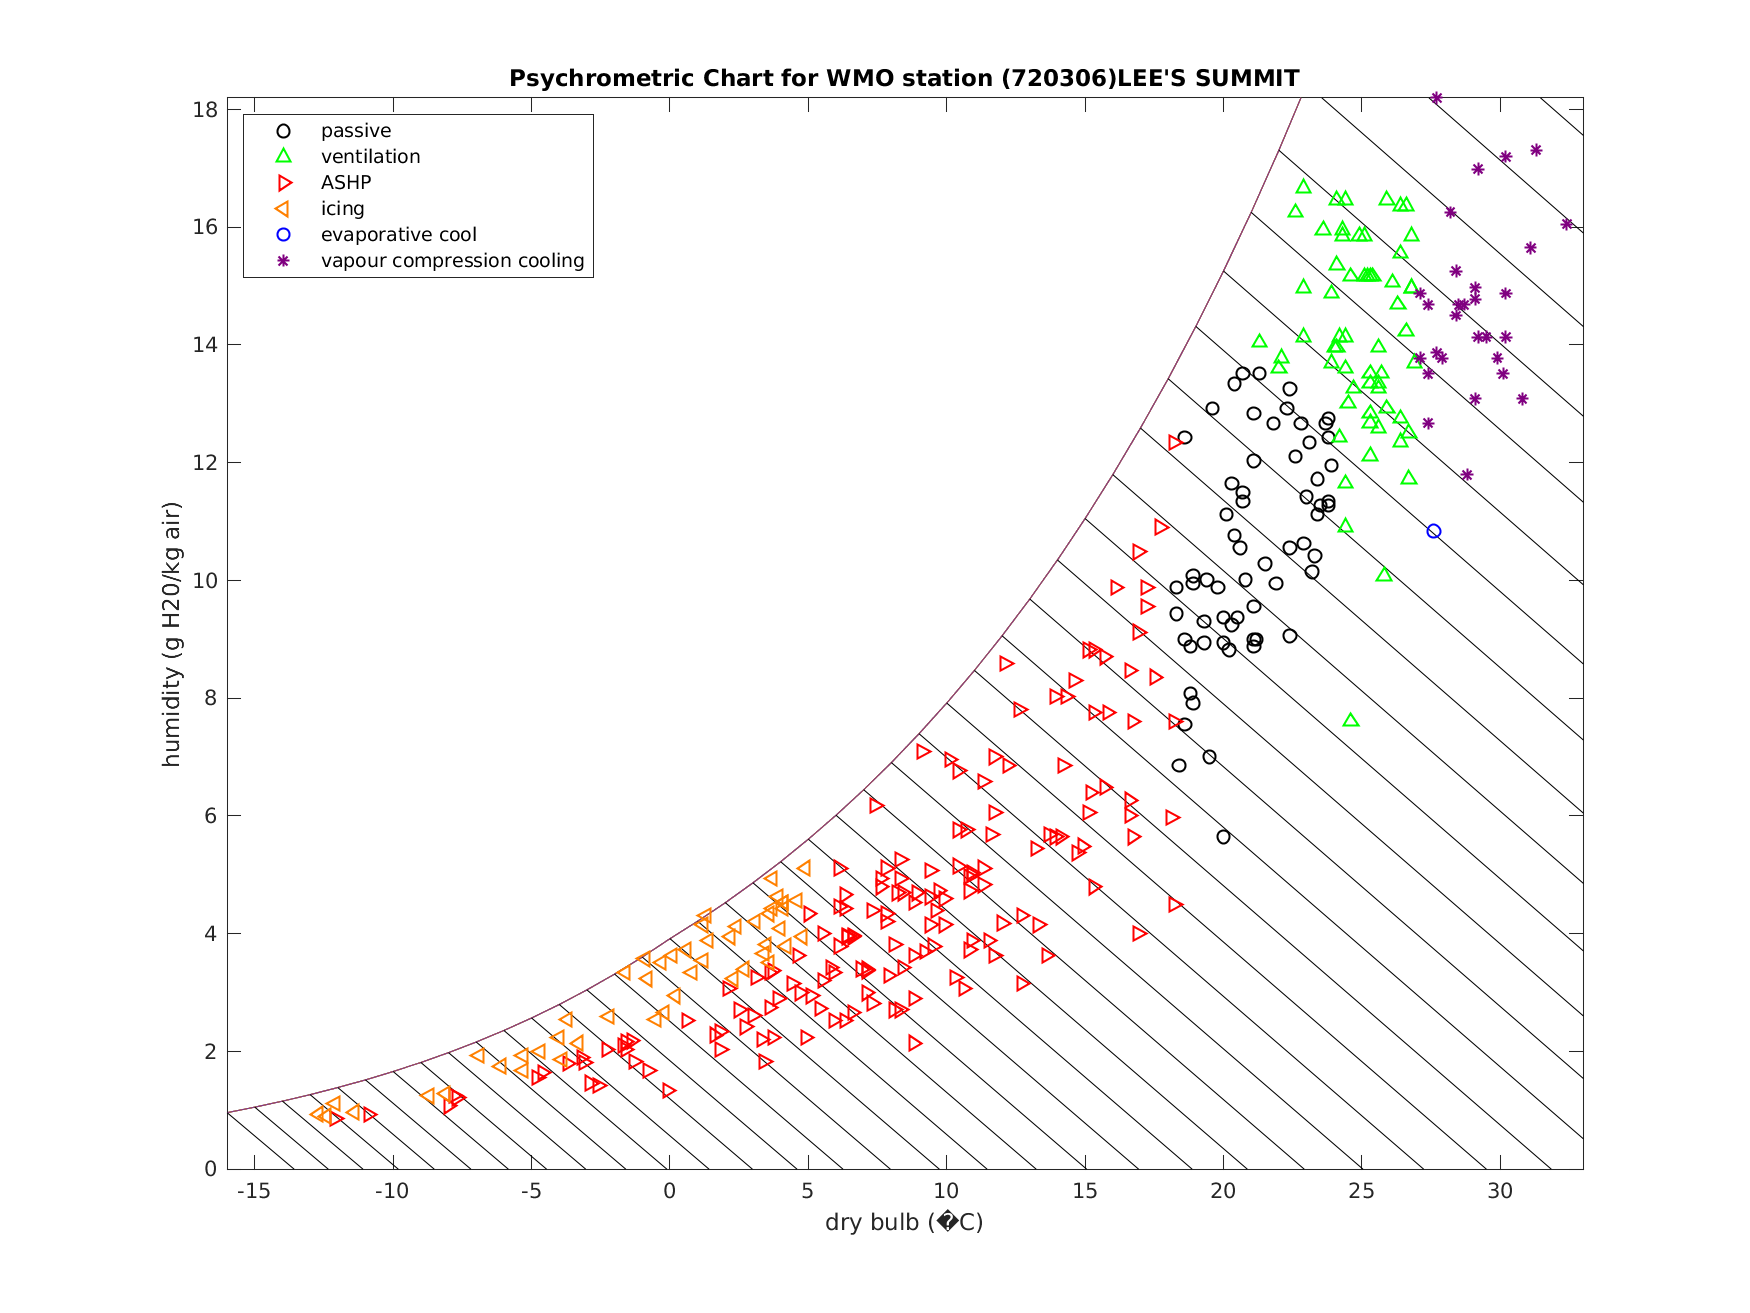 Psychrometric Chart for WMO station (720306)LEE'S SUMMIT
18
16
14
12
10
8
6
4
2
0
humidity (g H20/kg air)
passive
ventilation
ASHP
icing
evaporative cool
vapour compression cooling
-15 -10 -5 0 5 10 15 20 25 30
dry bulb (�C)